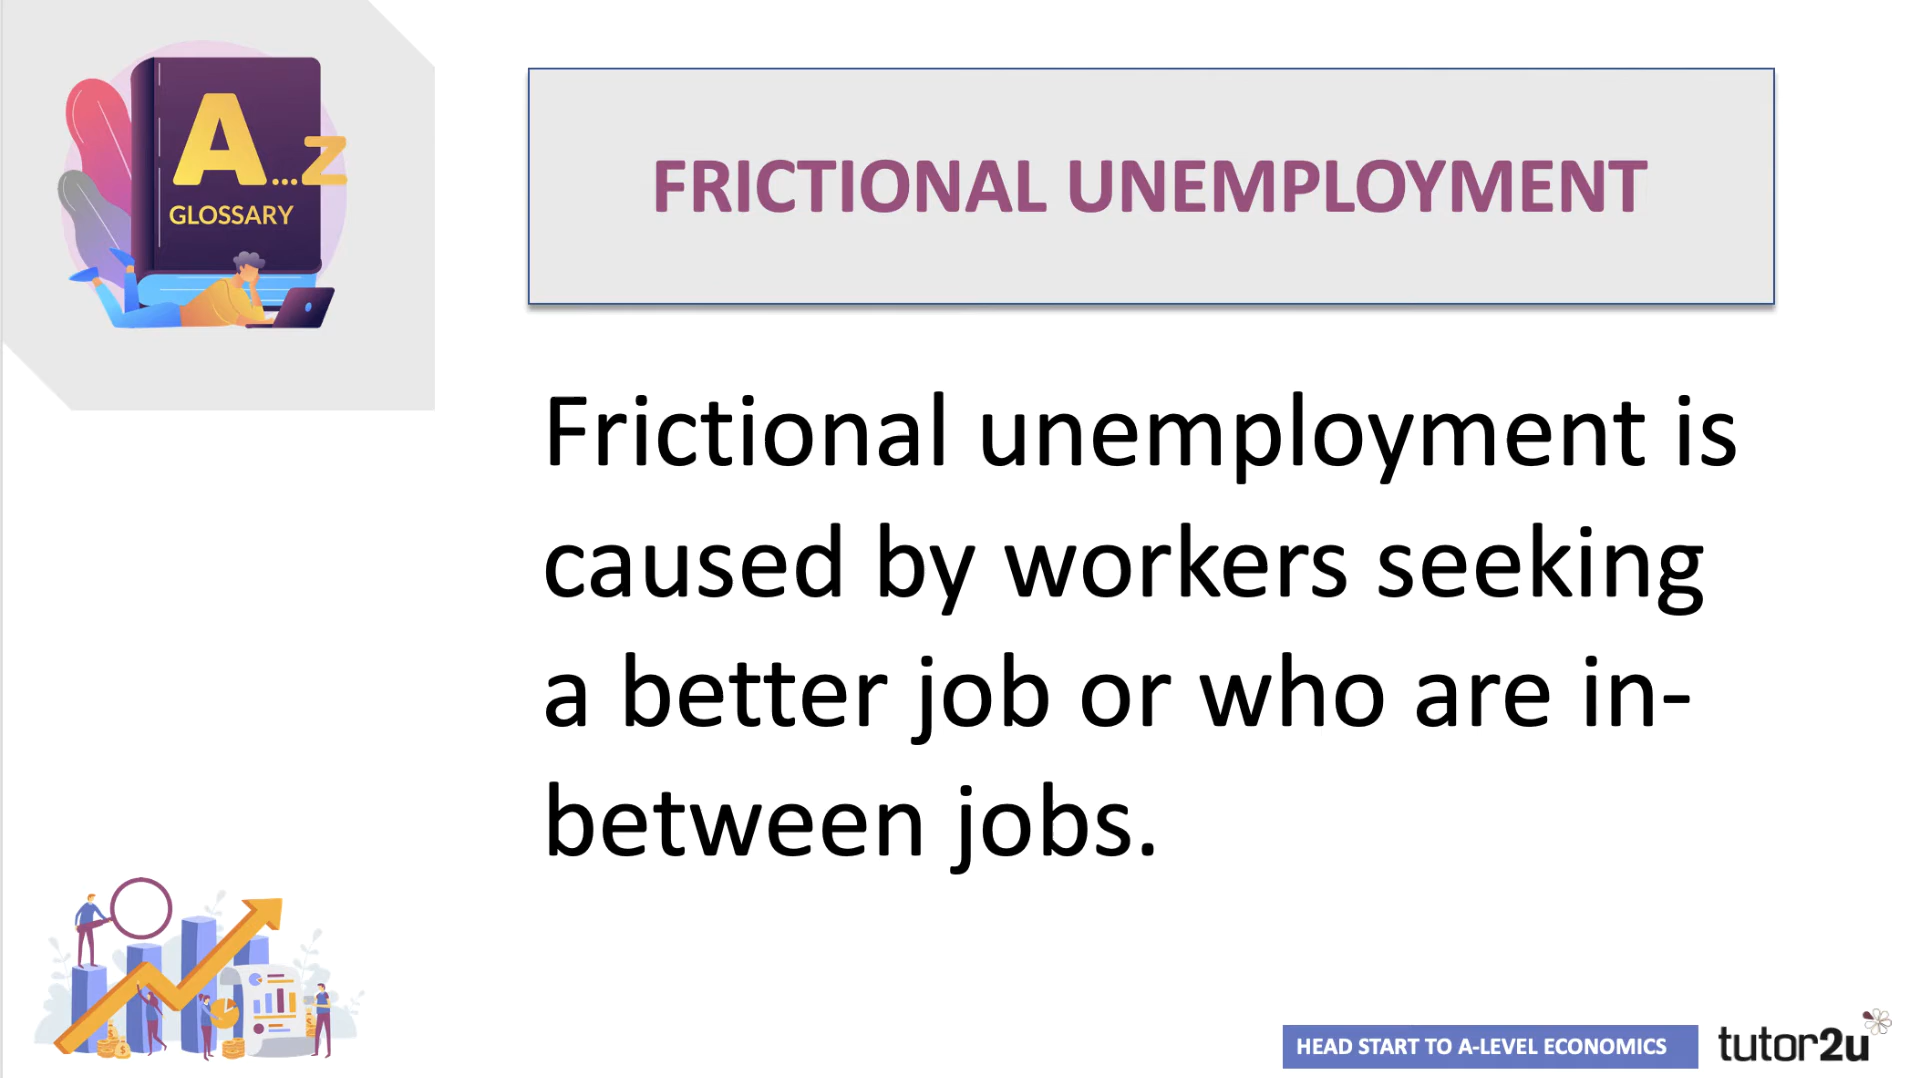 A...Z
GLOSSARY
FRICTIONAL UNEMPLOYMENT
Frictional unemployment is
caused by workers seeking
a better job or who are in-
between jobs.
HEAD START TO A-LEVEL ECONOMICS
tutor2u